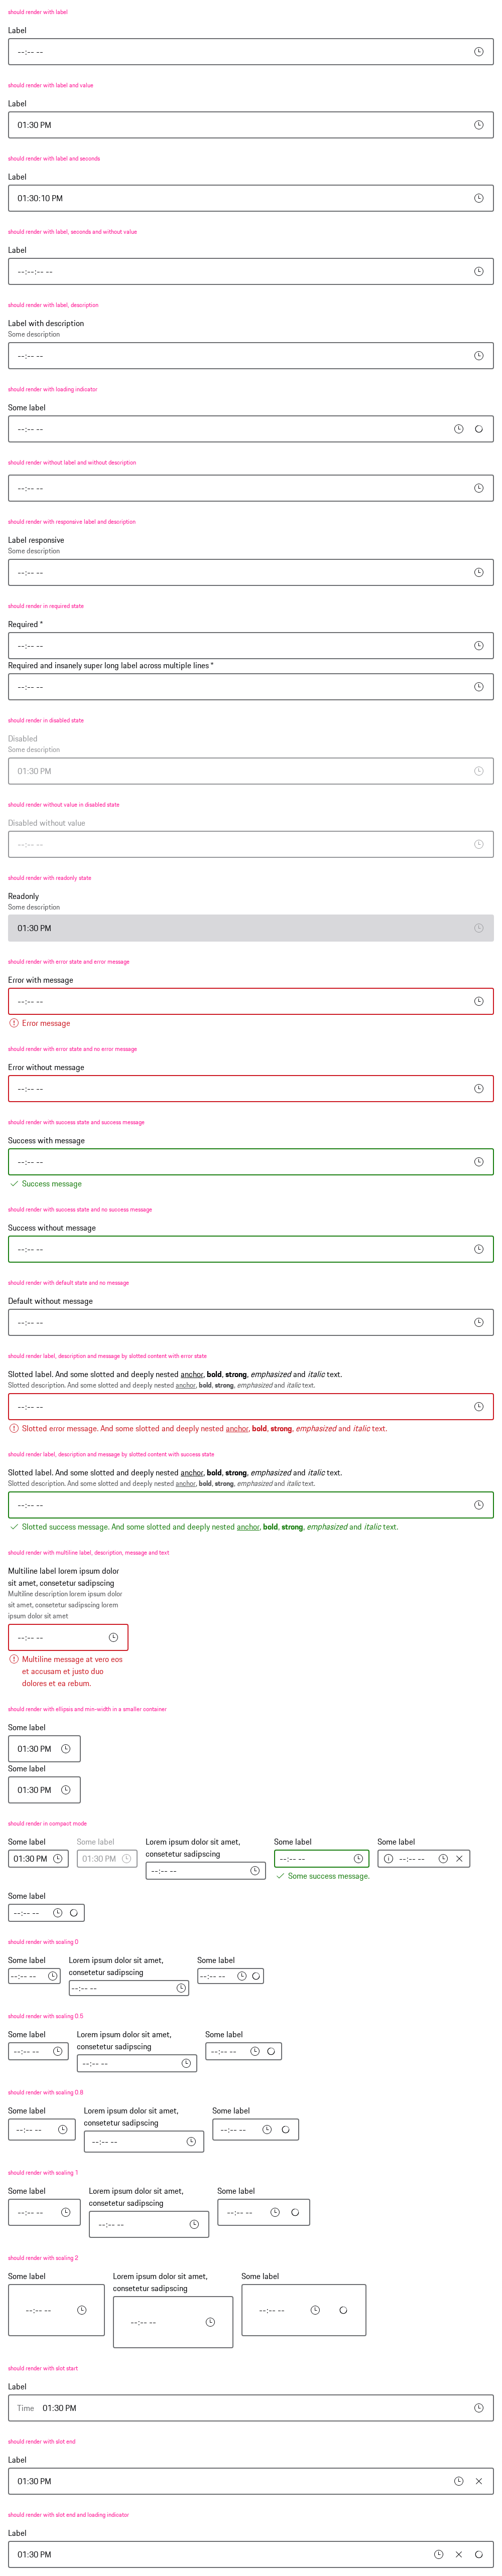 should render with label
Label
--:-- --
should render with label and value
Label
01:30 PM
should render with label and seconds
Label
01:30:10 PM
should render with label, seconds and without value
Label
--:--:-- --
should render with label, description
Label with description
Some description
--:-- --
should render with loading indicator
Some label
--:-- --
should render without label and without description
--:-- --
should render with responsive label and description
Label responsive
Some description
--:-- --
should render in required state
Required *
--:-- --
Required and insanely super long label across multiple lines *
--:-- --
should render in disabled state
Disabled
Some description
01:30 PM
should render without value in disabled state
Disabled without value
--:-- --
should render with readonly state
Readonly
Some description
01:30 PM
should render with error state and error message
Error with message
--:-- --
Error message
should render with error state and no error message
Error without message
--:-- --
should render with success state and success message
Success with message
--:-- --
Success message
should render with success state and no success message
Success without message
--:-- --
should render with default state and no message
Default without message
--:-- --
should render label, description and message by slotted content with error state
Slotted label. And some slotted and deeply nested anchor, bold, strong, emphasized and italic text.
Slotted description. And some slotted and deeply nested anchor, bold, strong, emphasized and italic text.
--:-- --
Slotted error message. And some slotted and deeply nested anchor, bold, strong, emphasized and italic text.
should render label, description and message by slotted content with success state
Slotted label. And some slotted and deeply nested anchor, bold, strong, emphasized and italic text.
Slotted description. And some slotted and deeply nested anchor, bold, strong, emphasized and italic text.
--:-- --
Slotted success message. And some slotted and deeply nested anchor, bold, strong, emphasized and italic text.
should render with multiline label, description, message and text
Multiline label lorem ipsum dolor
sit amet, consetetur sadipscing
Multiline description lorem ipsum dolor
sit amet, consetetur sadipscing lorem
ipsum dolor sit amet
--:-- --
Multiline message at vero eos
et accusam et justo duo
dolores et ea rebum.
should render with ellipsis and min-width in a smaller container
Some label
01:30 PM
Some label
01:30 PM
should render in compact mode
Some label
01:30 PM
Some label
01:30 PM
Lorem ipsum dolor sit amet,
consetetur sadipscing
--:-- --
Some label
--:-- --
Some success message.
Some label
--:-- --
Some label
--:-- --
should render with scaling 0
Some label
--:-- --
Lorem ipsum dolor sit amet,
consetetur sadipscing
--:-- --
Some label
--:-- --
should render with scaling 0.5
Some label
--:-- --
Lorem ipsum dolor sit amet,
consetetur sadipscing
--:-- --
Some label
--:-- --
should render with scaling 0.8
Some label
--:-- --
Lorem ipsum dolor sit amet,
consetetur sadipscing
--:-- --
Some label
--:-- --
should render with scaling 1
Some label
--:-- --
Lorem ipsum dolor sit amet,
consetetur sadipscing
--:-- --
Some label
--:-- --
should render with scaling 2
Some label
--:-- --
Lorem ipsum dolor sit amet,
consetetur sadipscing
--:-- --
Some label
--:-- --
should render with slot start
Label
Time 01:30 PM
should render with slot end
Label
01:30 PM
should render with slot end and loading indicator
Label
01:30 PM